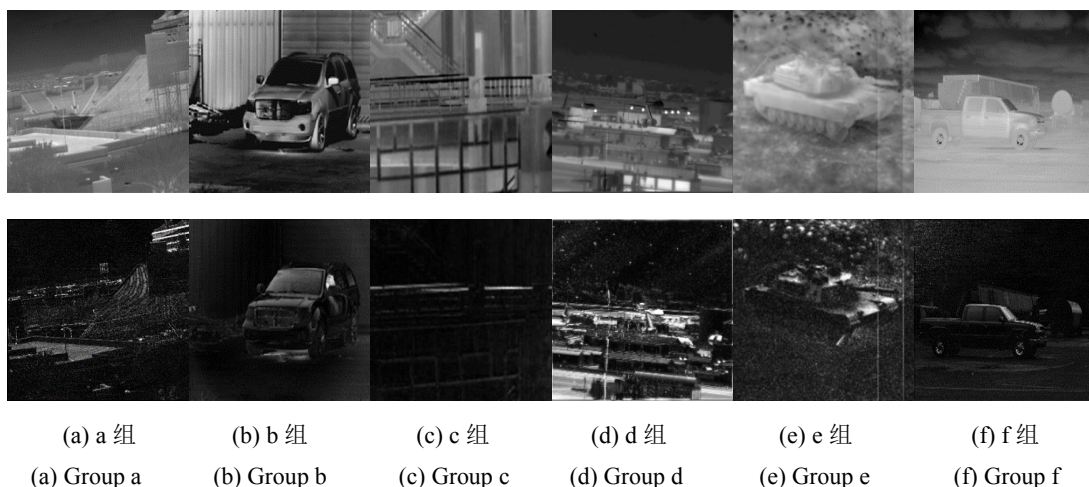 (a) a 组 (b) b 组 (c) c 组 (d) d 组 (e) e 组 (f) f 组
(a) Group a (b) Group b (c) Group c (d) Group d (e) Group e (f) Group f